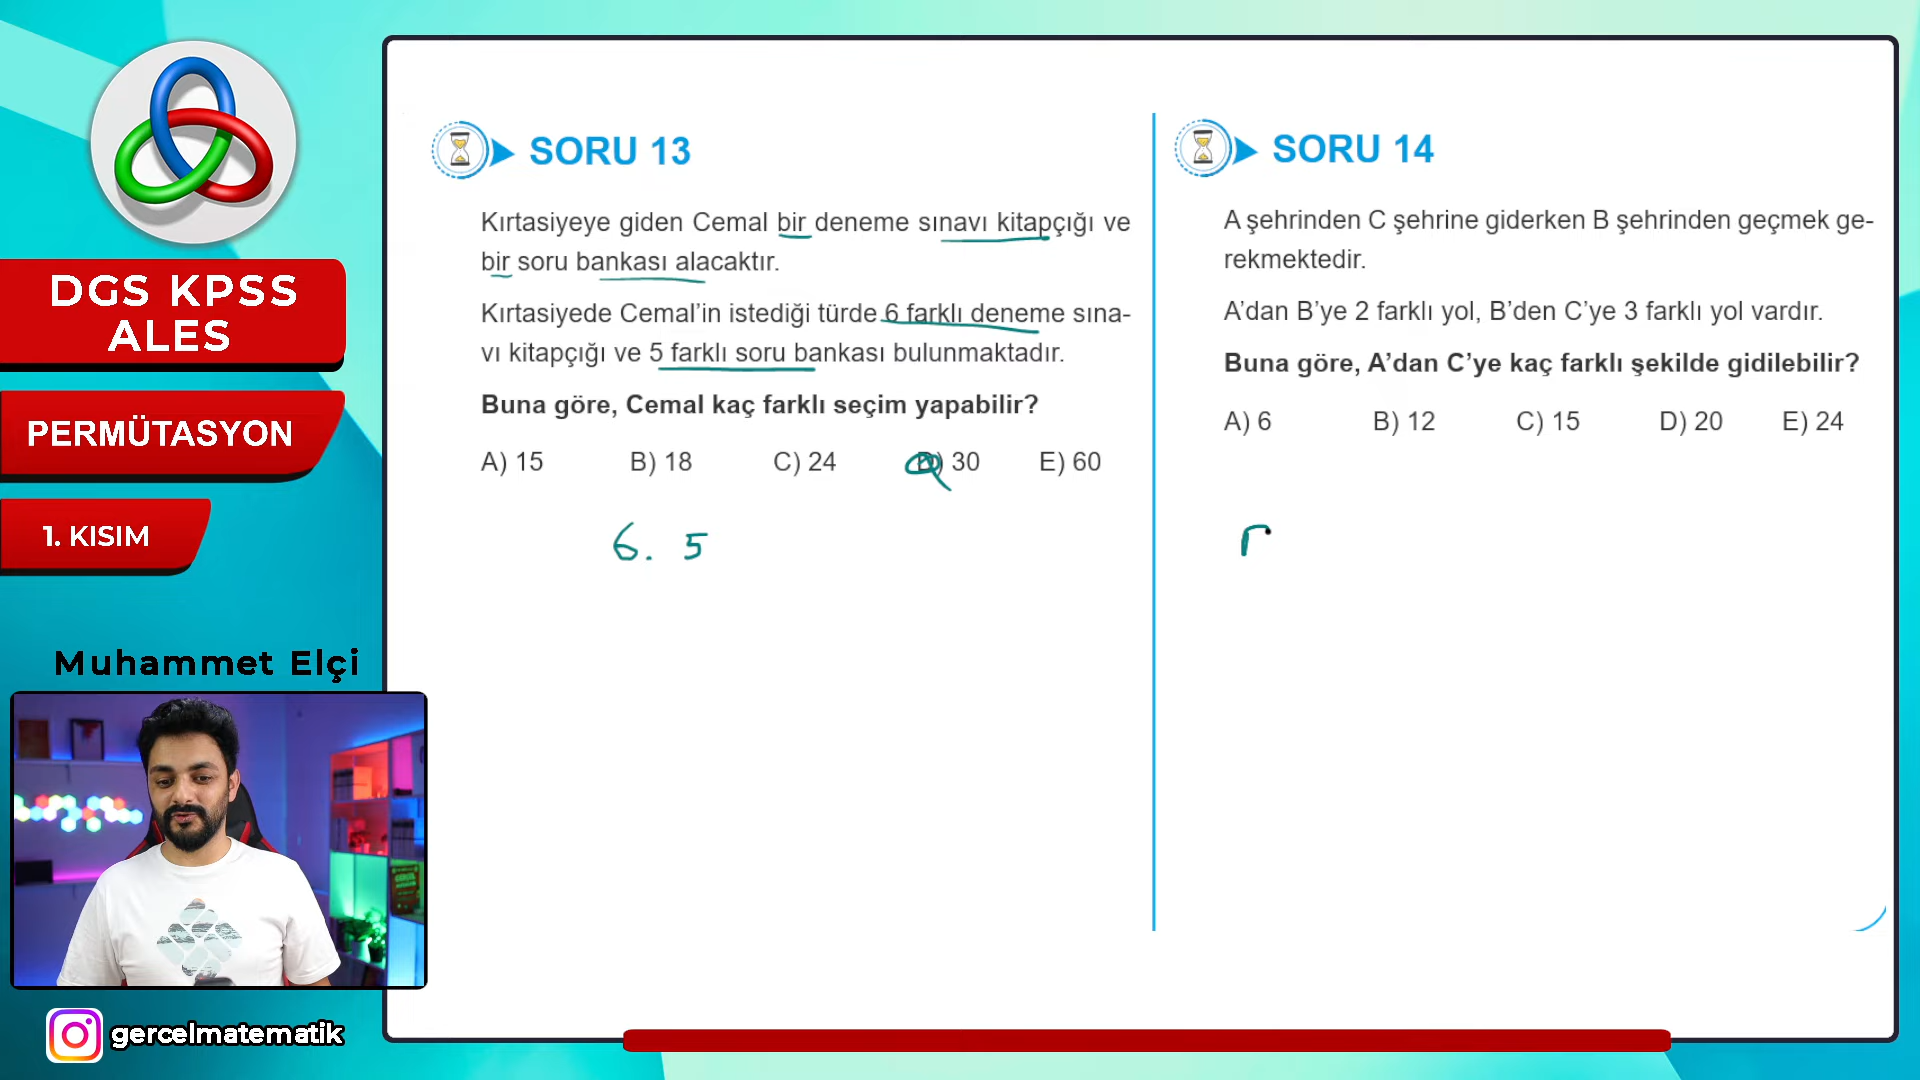 DGS KPSS
ALES
PERMÜTASYON
1. KISIM
Muhammet Elçi
gercelmatematik
SORU 13
Kırtasiyeye giden Cemal bir deneme sınavı kitapçığı ve
bir soru bankası alacaktır.
Kırtasiyede Cemal’in istediği türde 6 farklı deneme sına-
vı kitapçığı ve 5 farklı soru bankası bulunmaktadır.
Buna göre, Cemal kaç farklı seçim yapabilir?
A) 15 B) 18 C) 24 D) 30 E) 60
6. 5
SORU 14
A şehrinden C şehrine giderken B şehrinden geçmek ge-
rekmektedir.
A’dan B’ye 2 farklı yol, B’den C’ye 3 farklı yol vardır.
Buna göre, A’dan C’ye kaç farklı şekilde gidilebilir?
A) 6 B) 12 C) 15 D) 20 E) 24